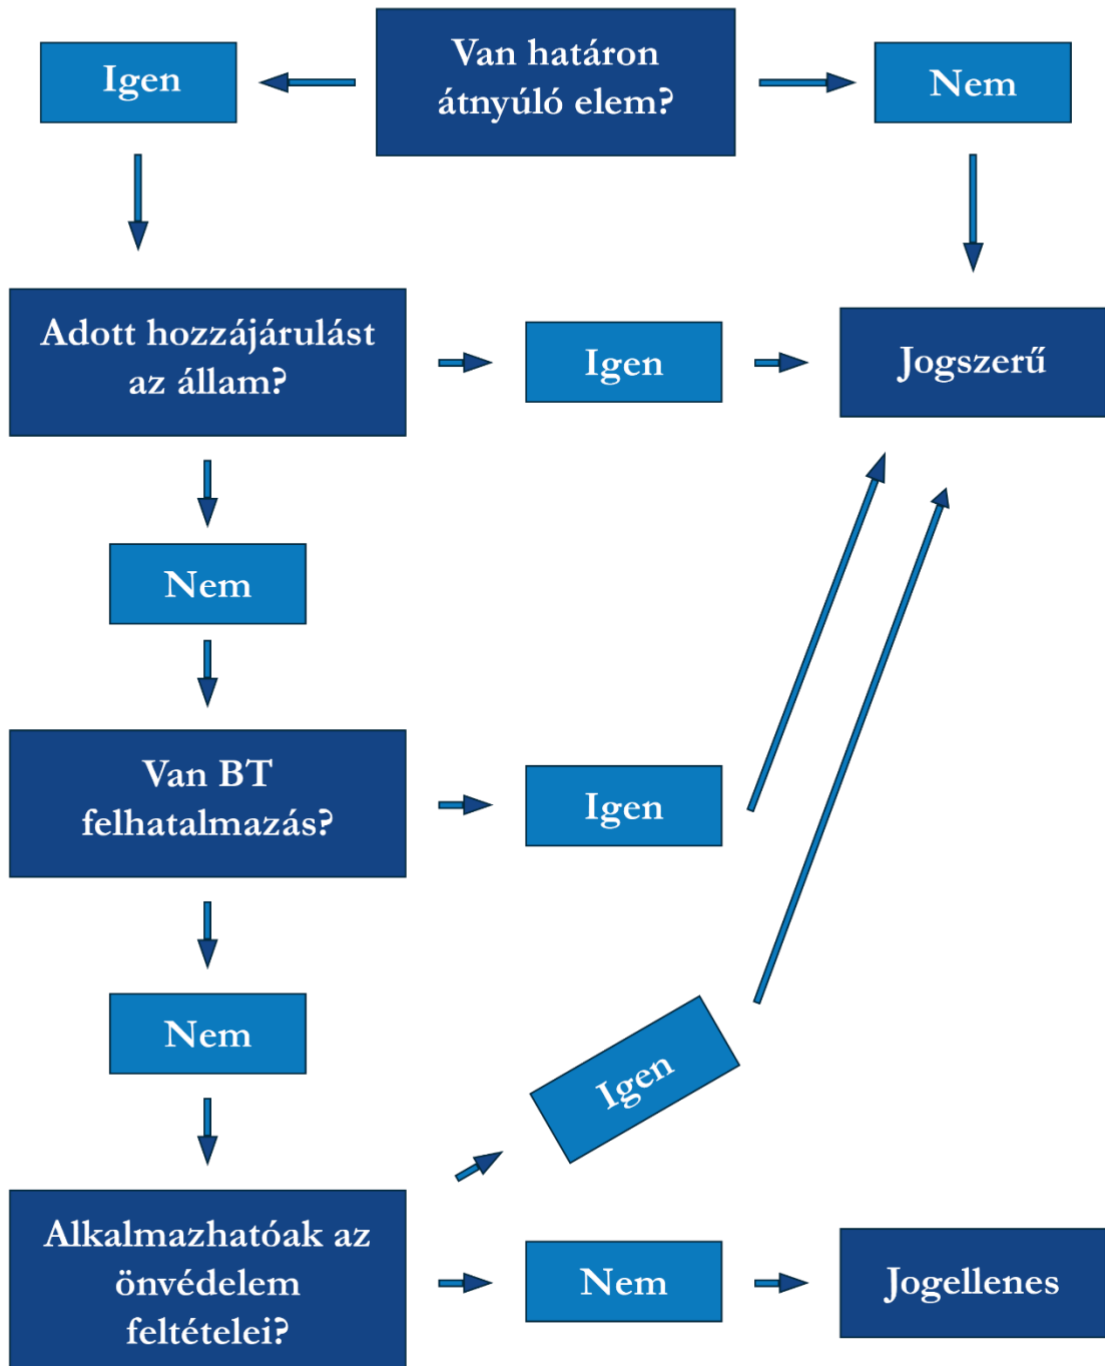 Igen
Van határon
átnyúló elem?
Nem
Adott hozzájárulást
az állam?
Igen
Jogszerű
Nem
Van BT
felhatalmazás?
Igen
Nem
Igen
Alkalmazhatóak az
önvédelem
feltételei?
Nem
Jogellenes